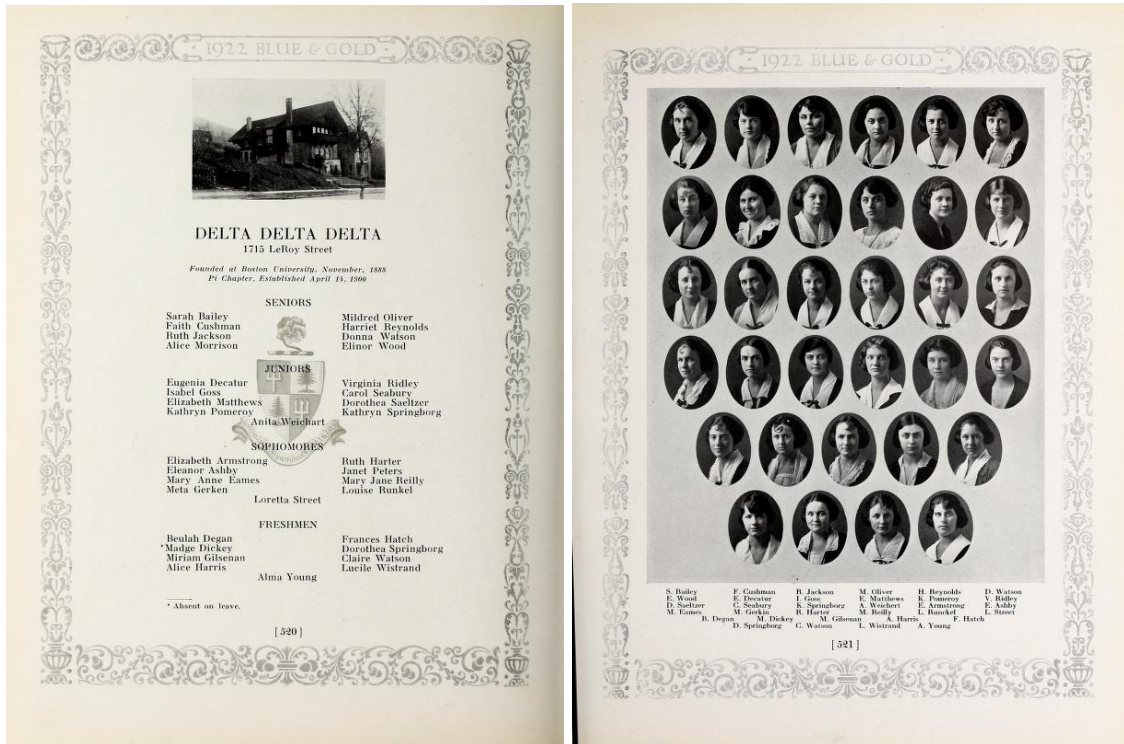 · 1922 BLUE & GOLD ·
DELTA DELTA DELTA
1715 LeRoy Street
Founded at Boston University, November, 1888
Pi Chapter, Established April 14, 1900
SENIORS
Sarah Bailey
Faith Cushman
Ruth Jackson
Alice Morrison
Mildred Oliver
Harriet Reynolds
Donna Watson
Elinor Wood
JUNIORS
Eugenia Decatur
Isabel Goss
Elizabeth Matthews
Kathryn Pomeroy
Virginia Ridley
Carol Seabury
Dorothea Saeltzer
Kathryn Springborg
Anita Weichart
SOPHOMORES
Elizabeth Armstrong
Eleanor Ashby
Mary Anne Eames
Meta Gerken
Ruth Harter
Janet Peters
Mary Jane Reilly
Louise Runkel
Loretta Street
FRESHMEN
Beulah Degan
*Madge Dickey
Miriam Gilsenan
Alice Harris
Frances Hatch
Dorothea Springborg
Claire Watson
Lucile Wistrand
Alma Young
* Absent on leave.
[ 520 ]
· 1922 BLUE & GOLD ·
S. Bailey F. Cushman R. Jackson M. Oliver H. Reynolds D. Watson
E. Wood E. Decatur I. Goss E. Matthews K. Pomeroy V. Ridley
D. Saeltzer C. Seabury K. Springborg A. Weichert E. Armstrong E. Ashby
M. Eames M. Gerkin R. Harter M. Reilly L. Runckel L. Street
B. Degan M. Dickey M. Gilsenan A. Harris F. Hatch
D. Springborg C. Watson L. Wistrand A. Young
[ 521 ]